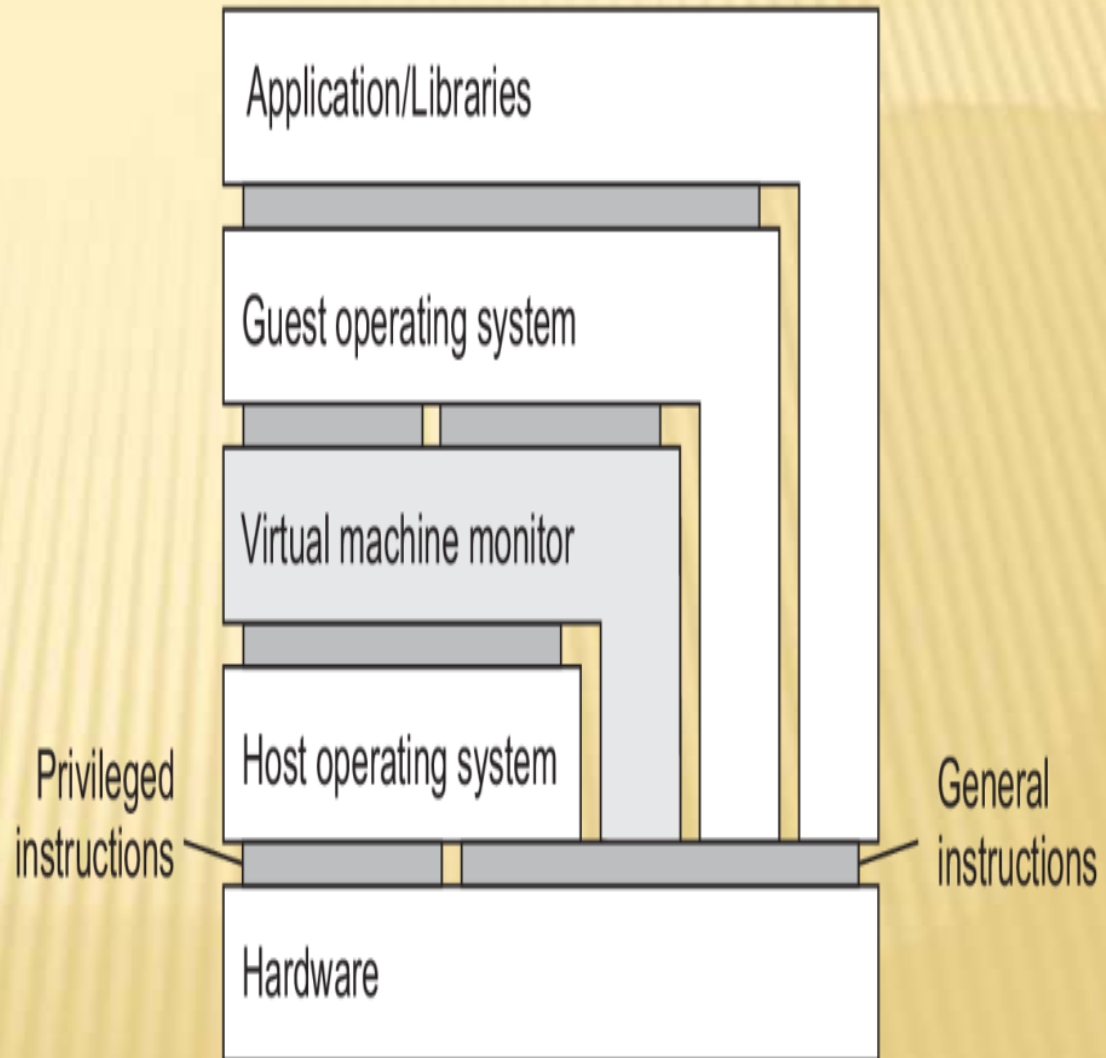 Application/Libraries
Guest operating system
Virtual machine monitor
Host operating system
Privileged
instructions
General
instructions
Hardware